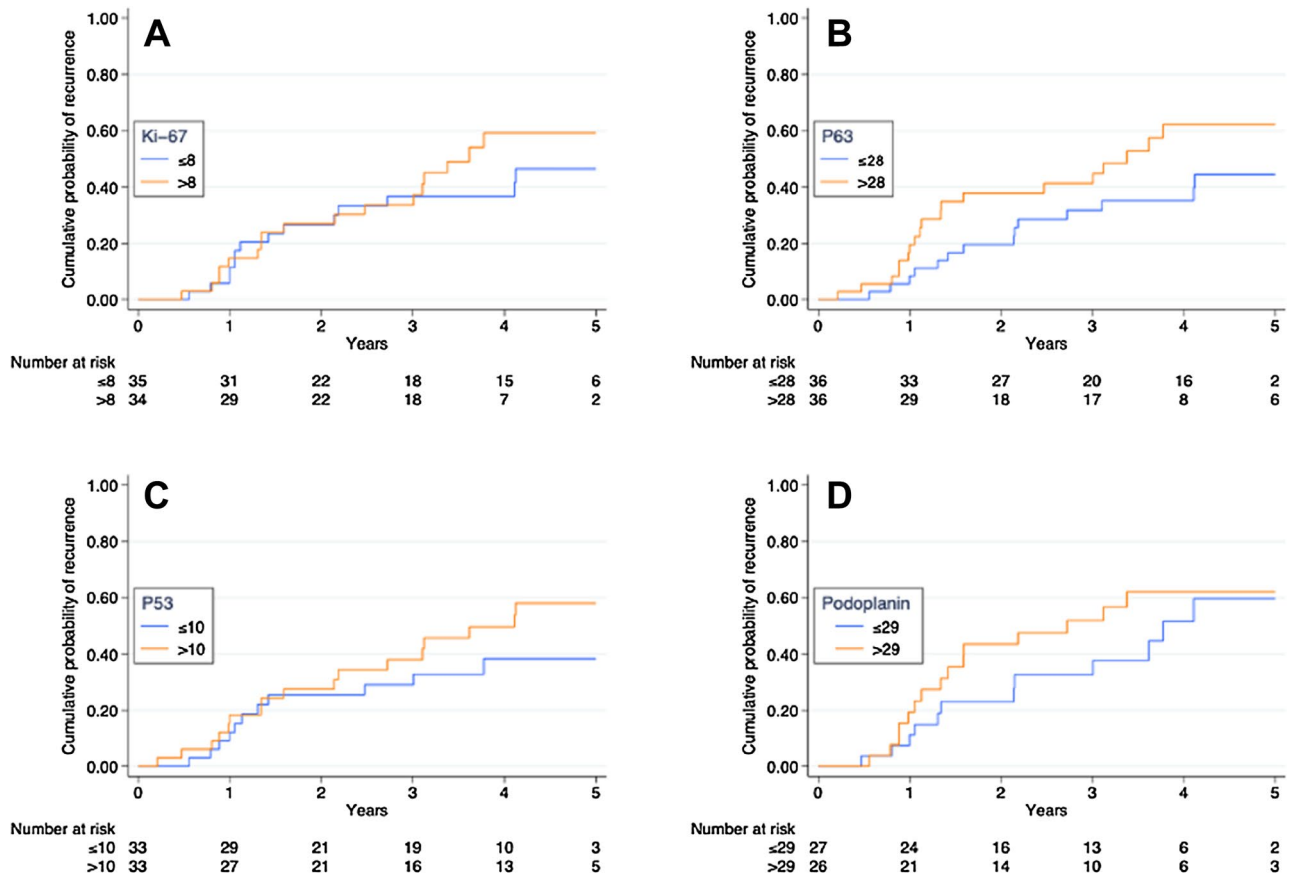 A
Cumulative probability of recurrence
1.00
0.80
0.60
0.40
0.20
0.00
Ki-67
≤8
>8
0 1 2 3 4 5
Years
Number at risk
≤8 35 31 22 18 15 6
>8 34 29 22 18 7 2
B
Cumulative probability of recurrence
1.00
0.80
0.60
0.40
0.20
0.00
P63
≤28
>28
0 1 2 3 4 5
Years
Number at risk
≤28 36 33 27 20 16 2
>28 36 29 18 17 8 6
C
Cumulative probability of recurrence
1.00
0.80
0.60
0.40
0.20
0.00
P53
≤10
>10
0 1 2 3 4 5
Years
Number at risk
≤10 33 29 21 19 10 3
>10 33 27 21 16 13 5
D
Cumulative probability of recurrence
1.00
0.80
0.60
0.40
0.20
0.00
Podoplanin
≤29
>29
0 1 2 3 4 5
Years
Number at risk
≤29 27 24 16 13 6 2
>29 26 21 14 10 6 3